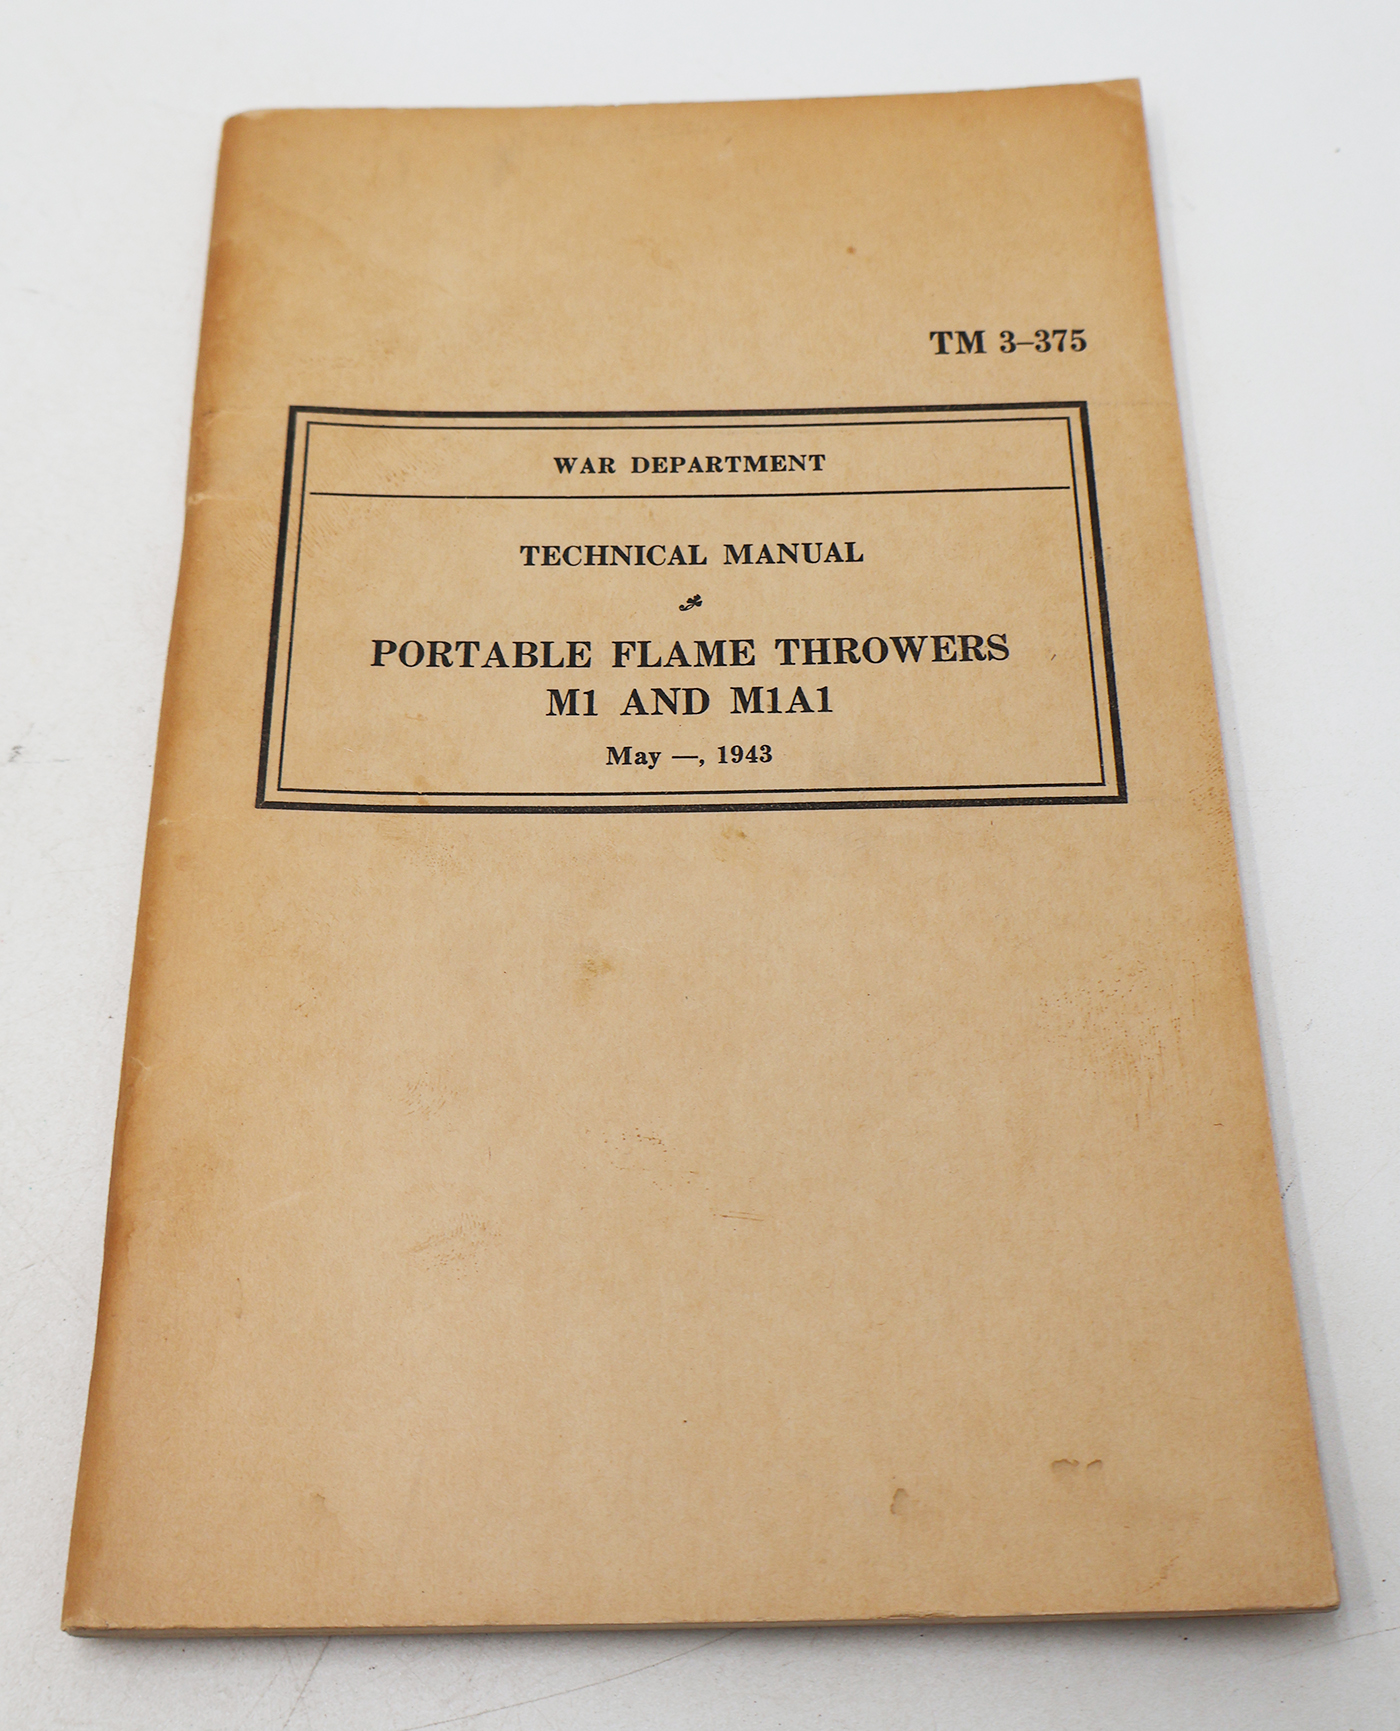 TM 3–375
WAR DEPARTMENT
TECHNICAL MANUAL
PORTABLE FLAME THROWERS
M1 AND M1A1
May —, 1943